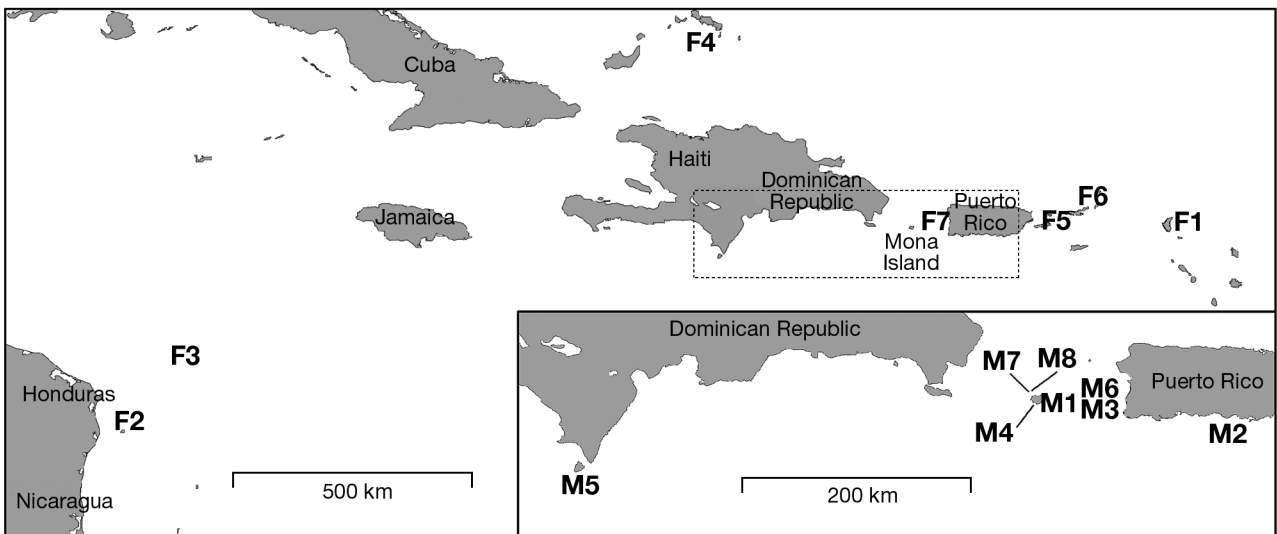 F4
Cuba
Haiti
Dominican
Republic
Puerto
Rico
F6
Jamaica
F7
F5
F1
Mona
Island
Dominican Republic
F3
M7
M8
Puerto Rico
Honduras
M6
M1
M3
F2
M4
M2
500 km
M5
200 km
Nicaragua